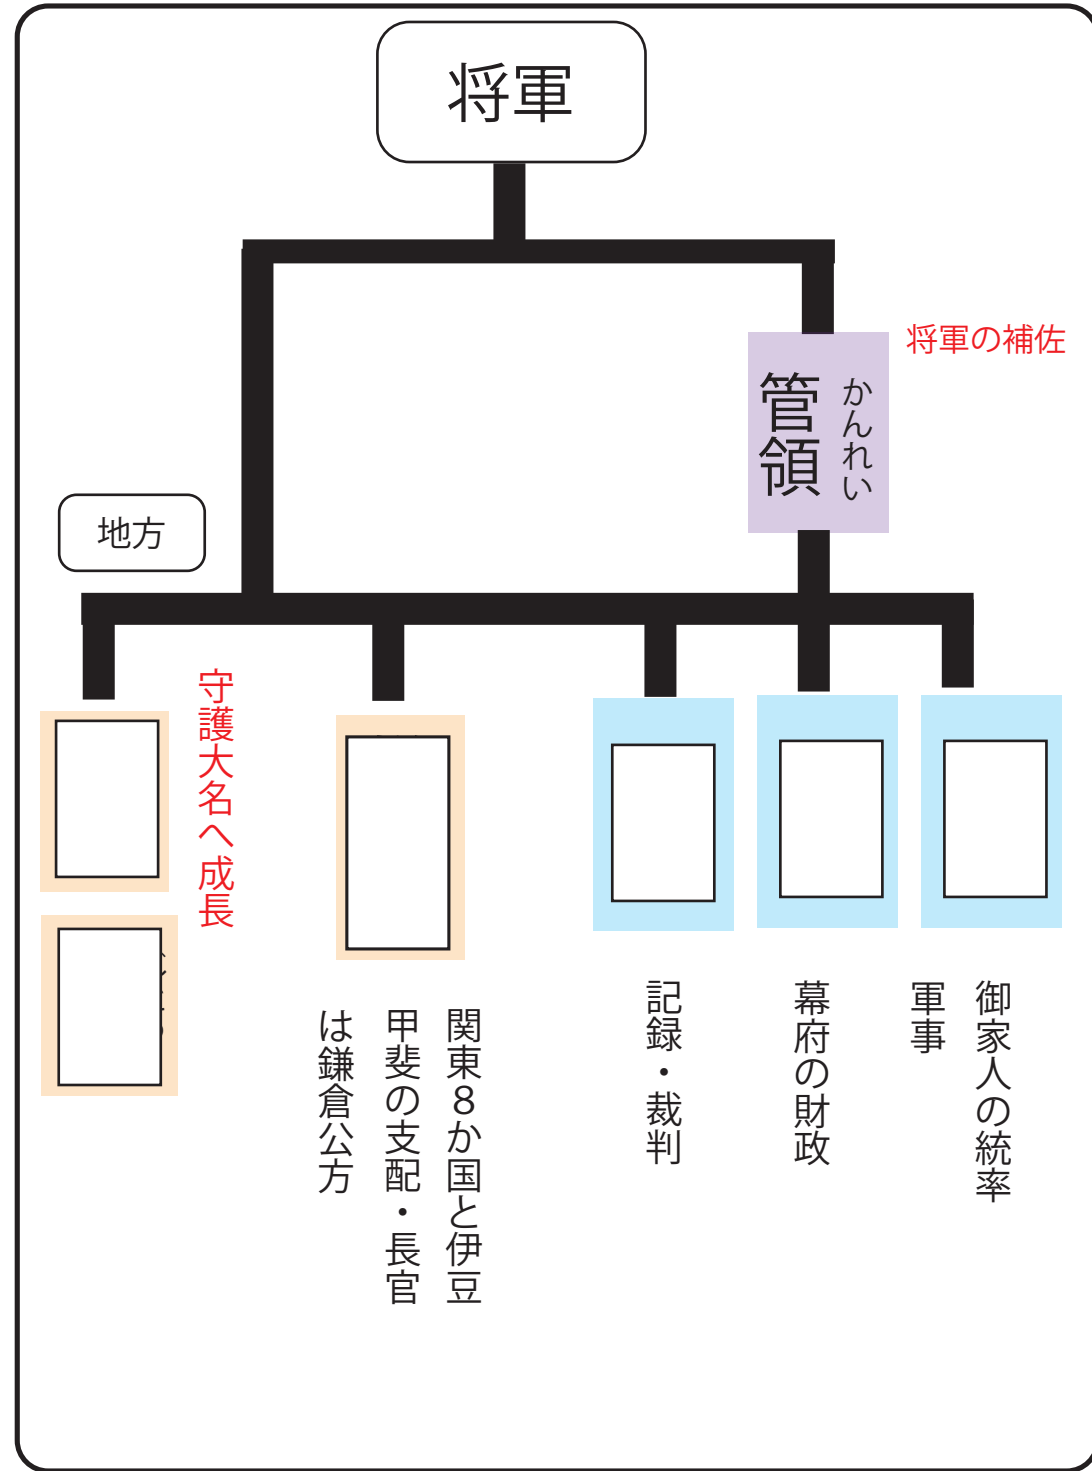 将軍
将軍の補佐
かんれい
管領
地方
守護大名へ成長
御家人の統率
軍事
幕府の財政
記録・裁判
関東８か国と伊豆
甲斐の支配・長官
は鎌倉公方